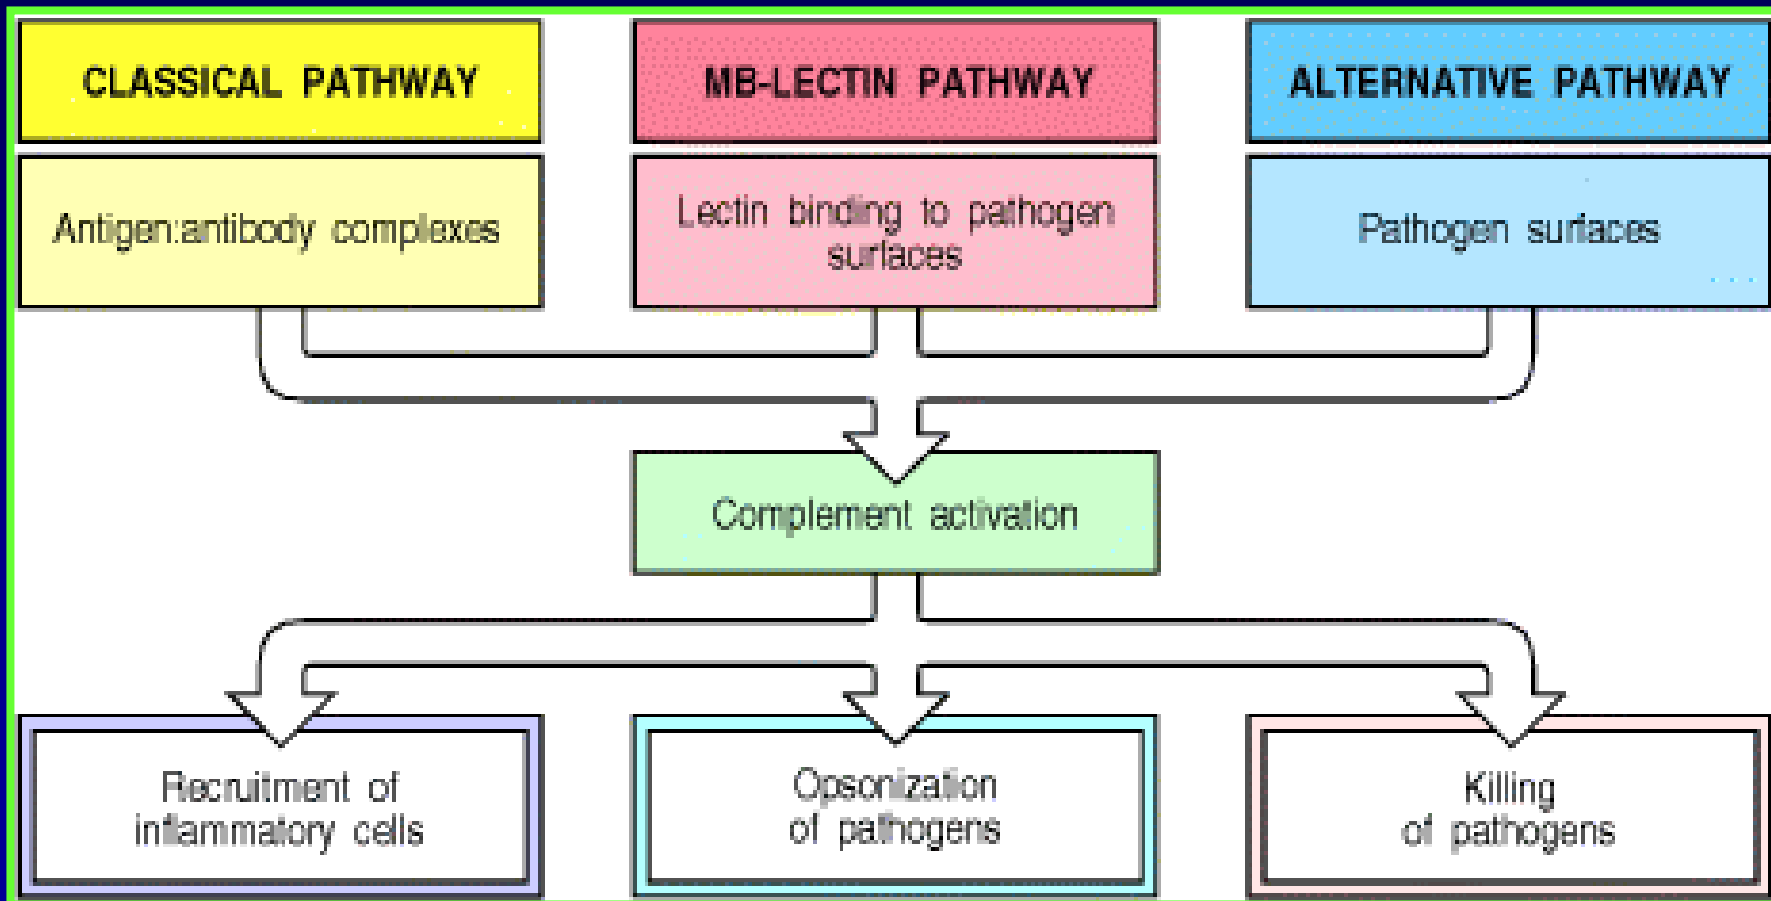 CLASSICAL PATHWAY
MB-LECTIN PATHWAY
ALTERNATIVE PATHWAY
Antigen:antibody complexes
Lectin binding to pathogen
surfaces
Pathogen surfaces
Complement activation
Recruitment of
inflammatory cells
Opsonization
of pathogens
Killing
of pathogens